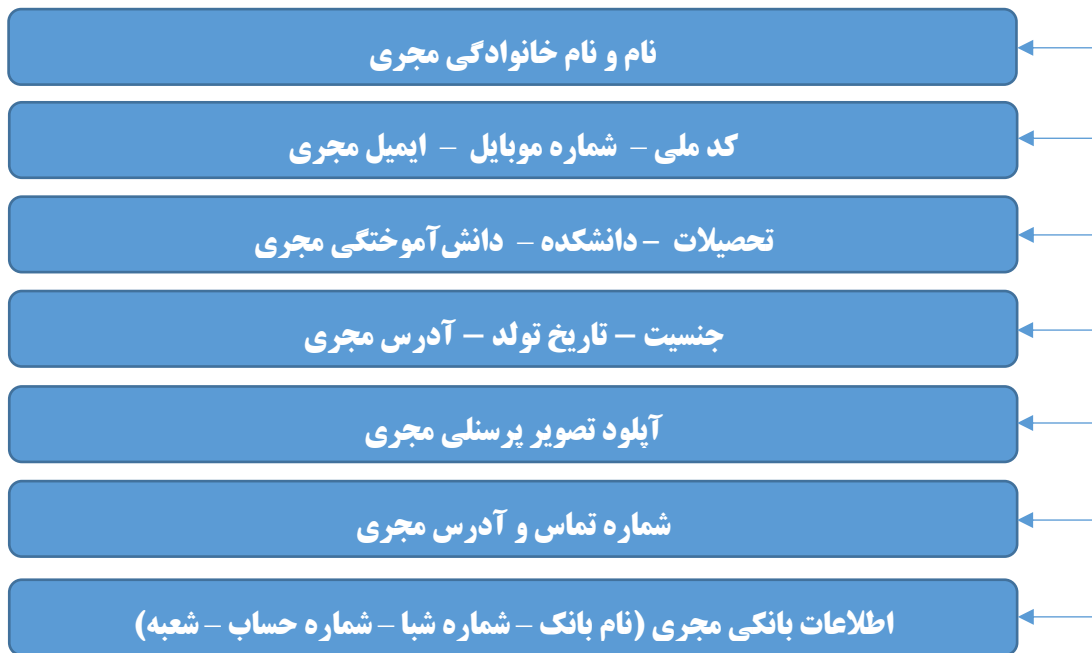 نام و نام خانوادگی مجری
کد ملی – شماره موبایل – ایمیل مجری
تحصیلات – دانشکده – دانش‌آموختگی مجری
جنسیت – تاریخ تولد – آدرس مجری
آپلود تصویر پرسنلی مجری
شماره تماس و آدرس مجری
اطلاعات بانکی مجری (نام بانک – شماره شبا – شماره حساب – شعبه)